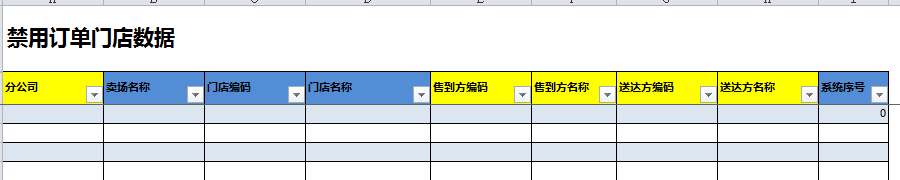 禁用订单门店数据
分公司 卖场名称 门店编码 门店名称 售到方编码 售到方名称 送达方编码 送达方名称 系统序号
0